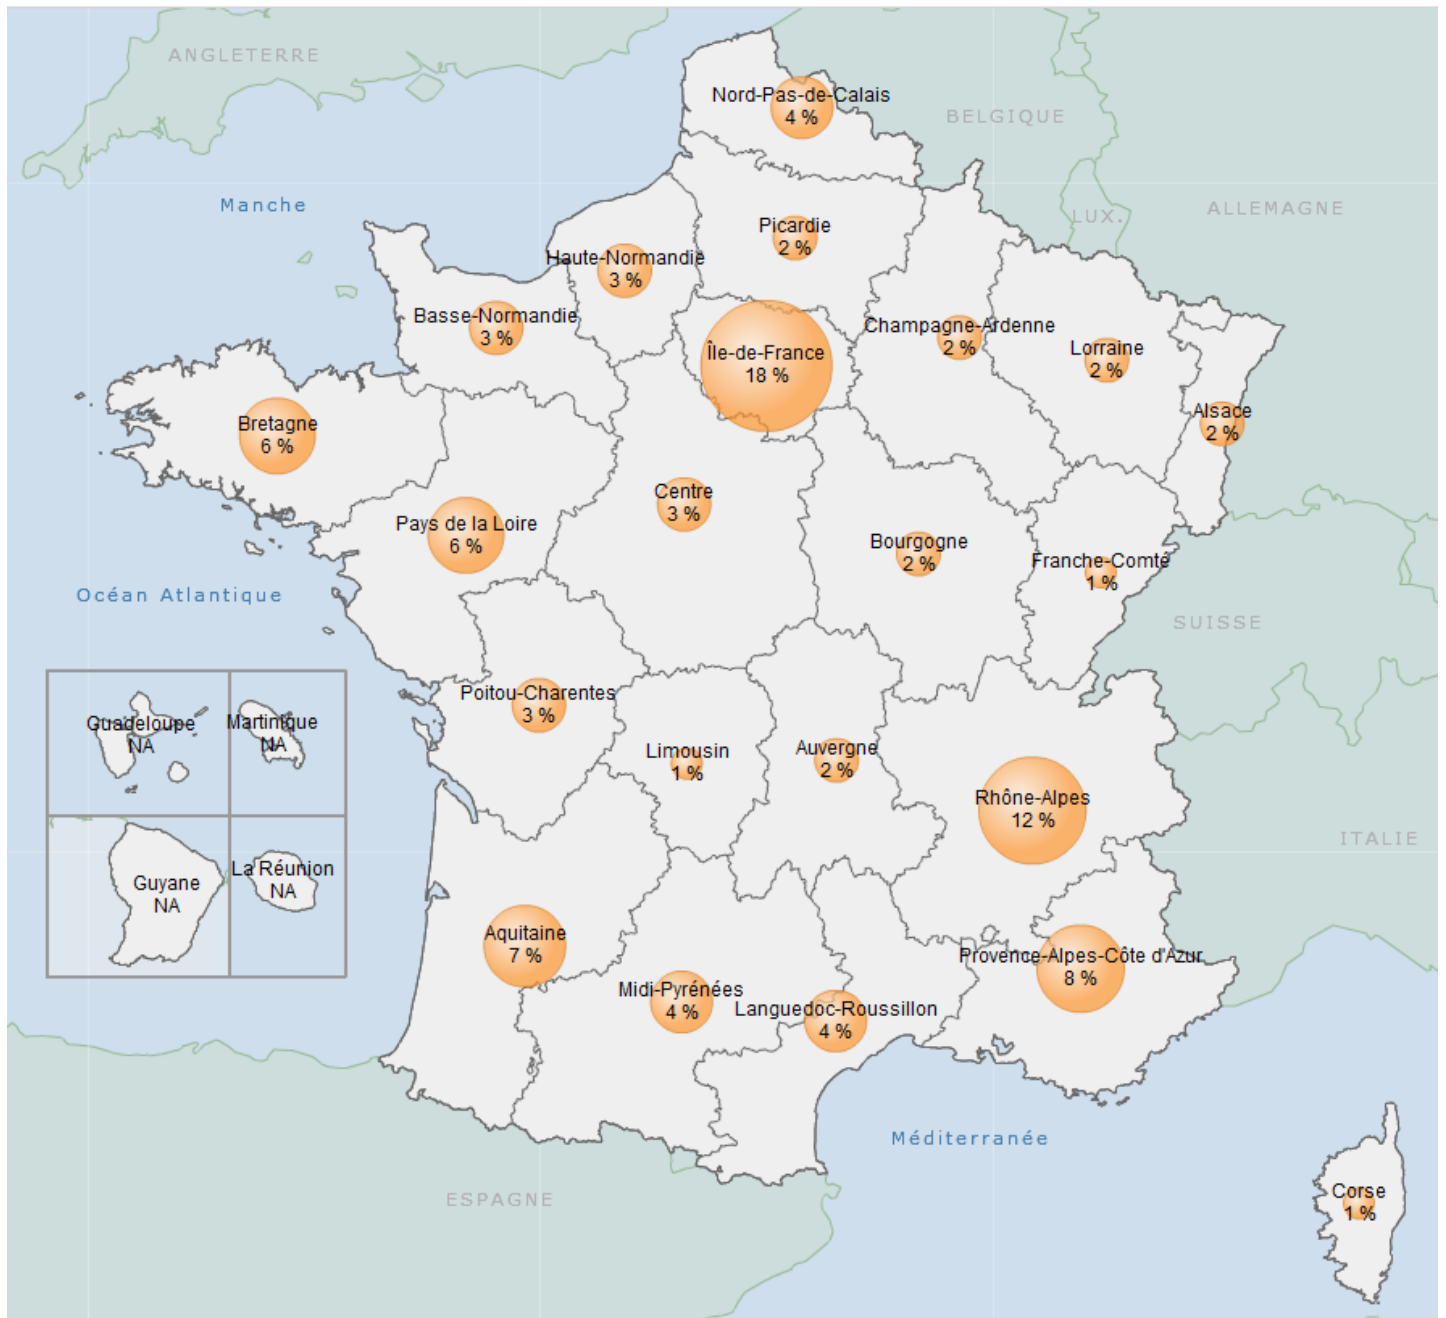 ANGLETERRE
Nord-Pas-de-Calais
4 %
BELGIQUE
Manche
LUX.
ALLEMAGNE
Picardie
2 %
Haute-Normandie
3 %
Basse-Normandie
3 %
Île-de-France
18 %
Champagne-Ardenne
2 %
Lorraine
2 %
Alsace
2 %
Bretagne
6 %
Centre
3 %
Pays de la Loire
6 %
Bourgogne
2 %
Franche-Comté
1 %
Océan Atlantique
SUISSE
Poitou-Charentes
3 %
Guadeloupe
NA
Martinique
NA
Limousin
1 %
Auvergne
2 %
Rhône-Alpes
12 %
ITALIE
Guyane
NA
La Réunion
NA
Aquitaine
7 %
Provence-Alpes-Côte d'Azur
8 %
Midi-Pyrénées
4 %
Languedoc-Roussillon
4 %
Méditerranée
ESPAGNE
Corse
1 %